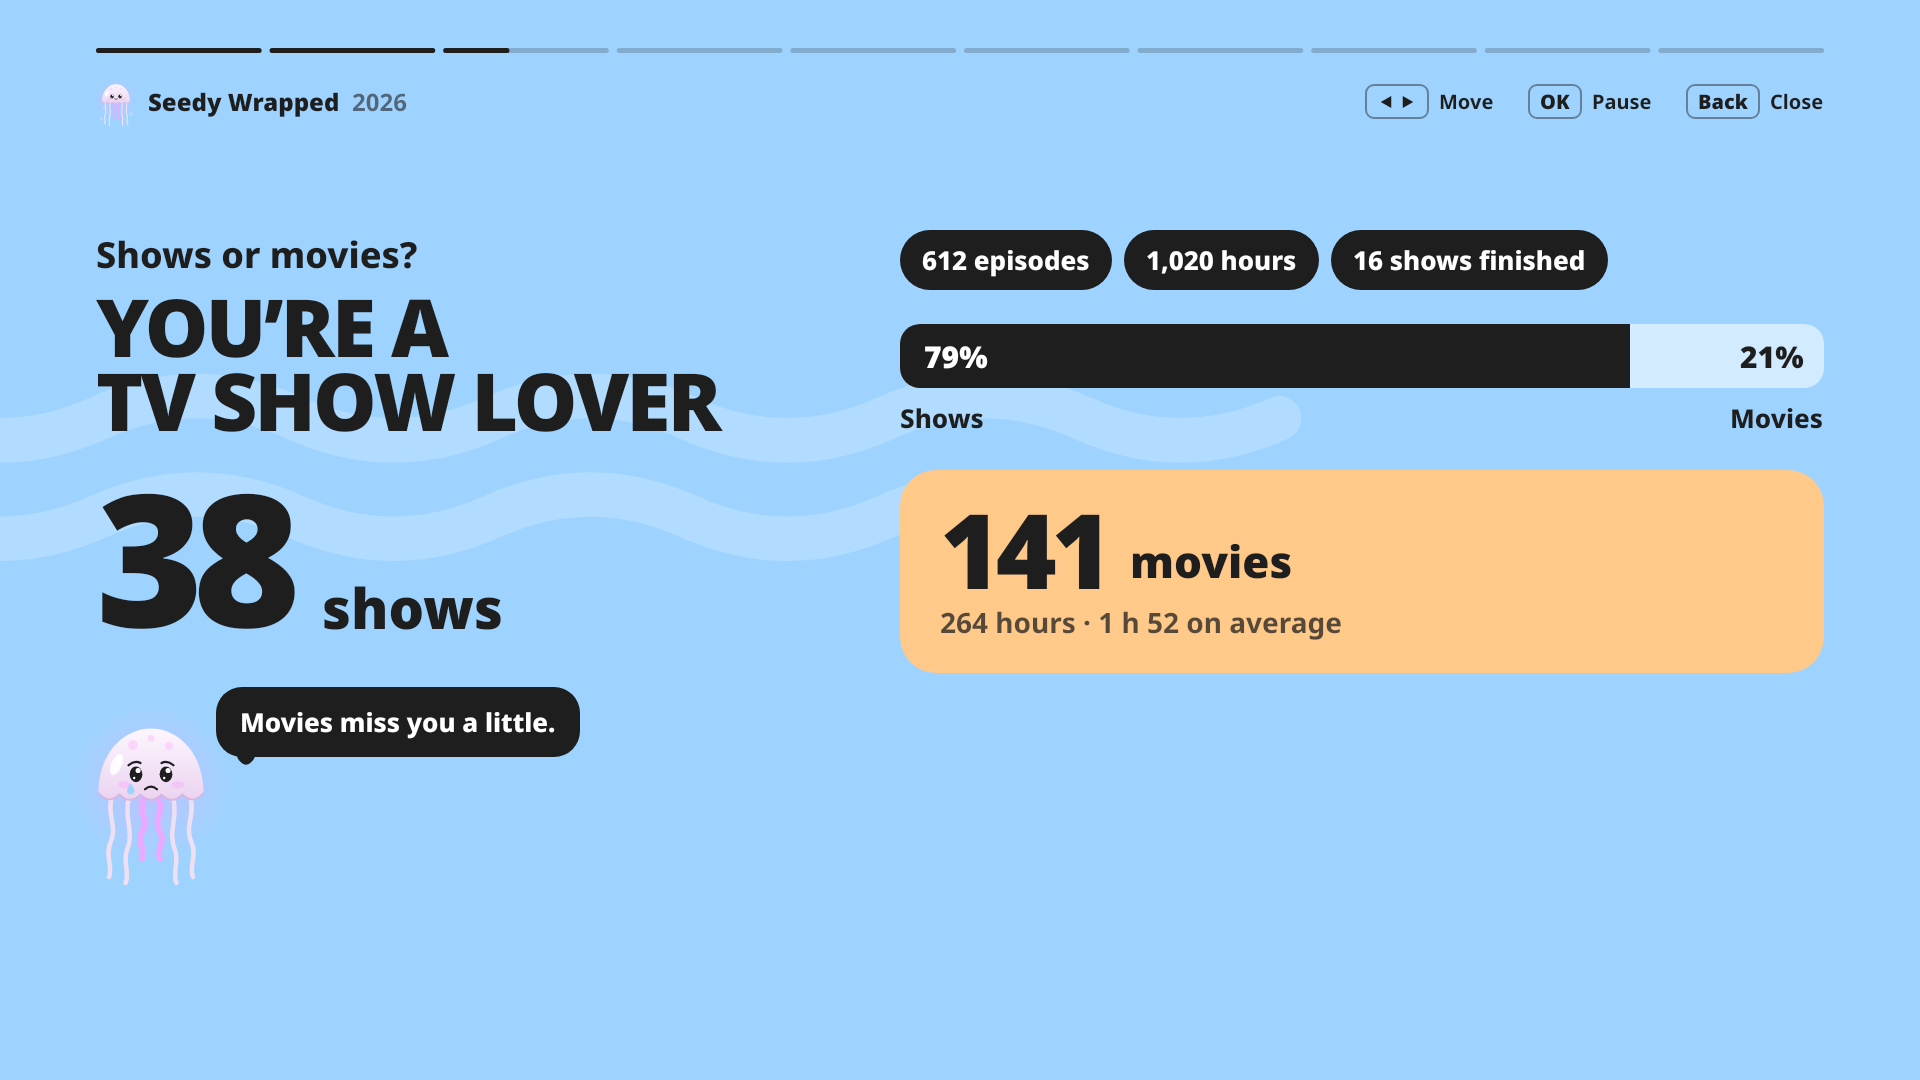 Seedy Wrapped 2026
◀ ▶ Move OK Pause Back Close
Shows or movies?
YOU’RE A
TV SHOW LOVER
38 shows
Movies miss you a little.
612 episodes 1,020 hours 16 shows finished
79% 21%
Shows Movies
141 movies
264 hours · 1 h 52 on average